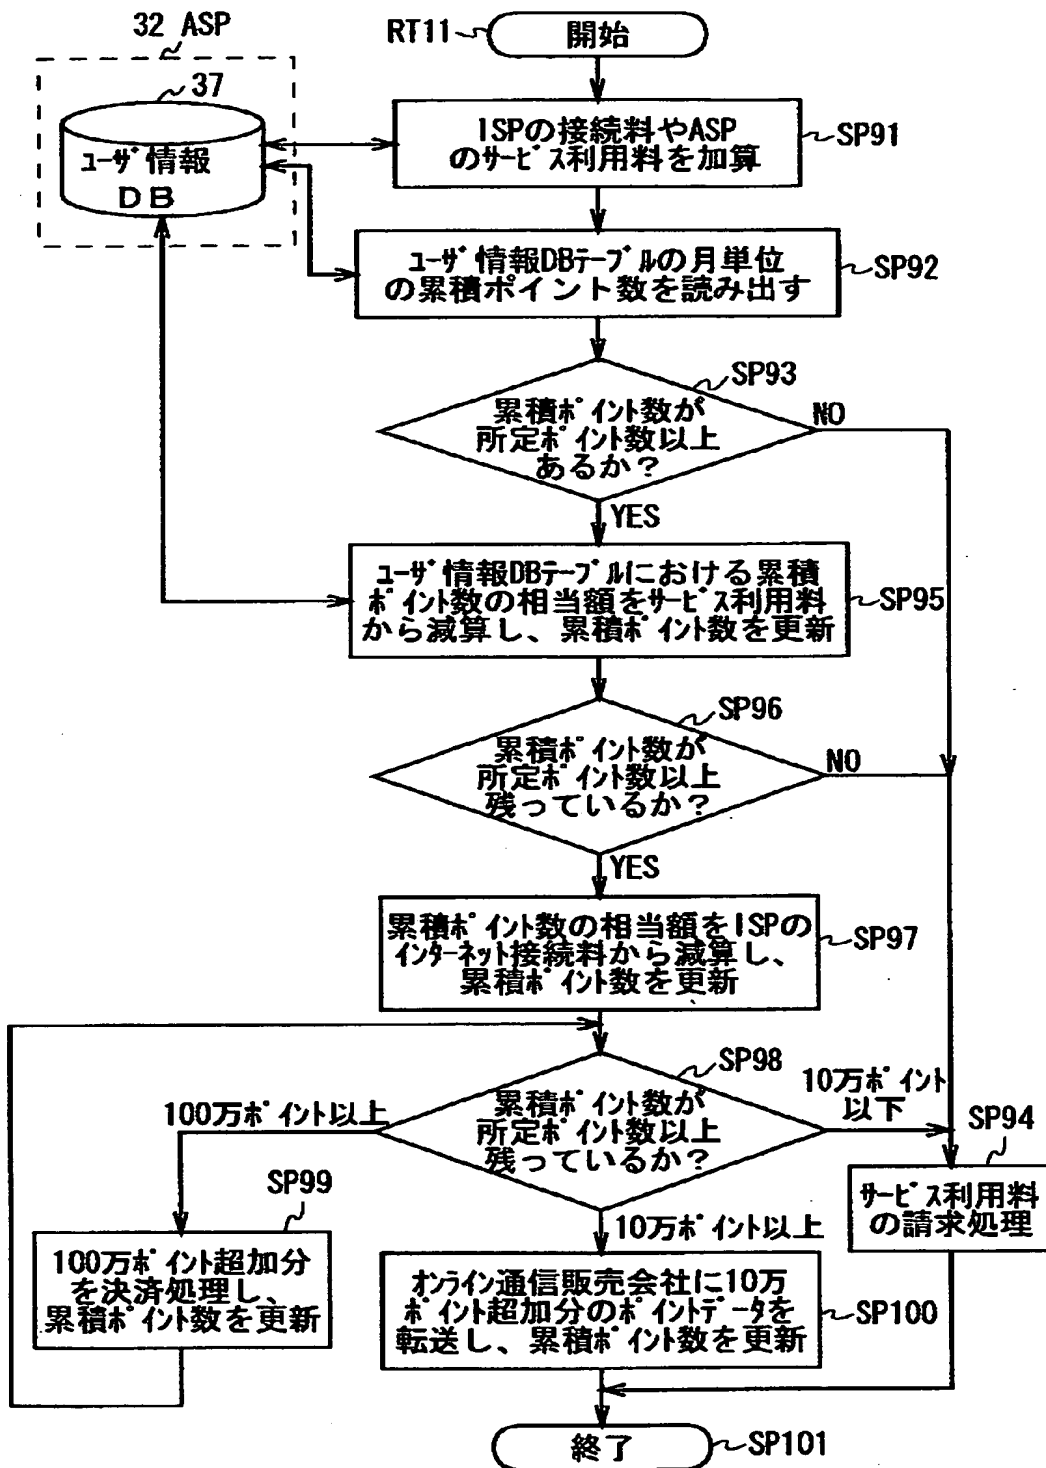 32 ASP
RT11
開始
37
ユーザ情報
DB
ISPの接続料やASP
のサービス利用料を加算
SP91
ユーザ情報DBテーブルの月単位
の累積ポイント数を読み出す
SP92
SP93
累積ポイント数が
所定ポイント数以上
あるか?
NO
YES
ユーザ情報DBテーブルにおける累積
ポイント数の相当額をサービス利用料
から減算し、累積ポイント数を更新
SP95
SP96
累積ポイント数が
所定ポイント数以上
残っているか?
NO
YES
累積ポイント数の相当額をISPの
インターネット接続料から減算し、
累積ポイント数を更新
SP97
SP98
累積ポイント数が
所定ポイント数以上
残っているか?
100万ポイント以上
10万ポイント
以下
SP94
サービス利用料
の請求処理
SP99
100万ポイント超加分
を決済処理し、
累積ポイント数を更新
10万ポイント以上
オンライン通信販売会社に10万
ポイント超加分のポイントデータを
転送し、累積ポイント数を更新
SP100
終了
SP101